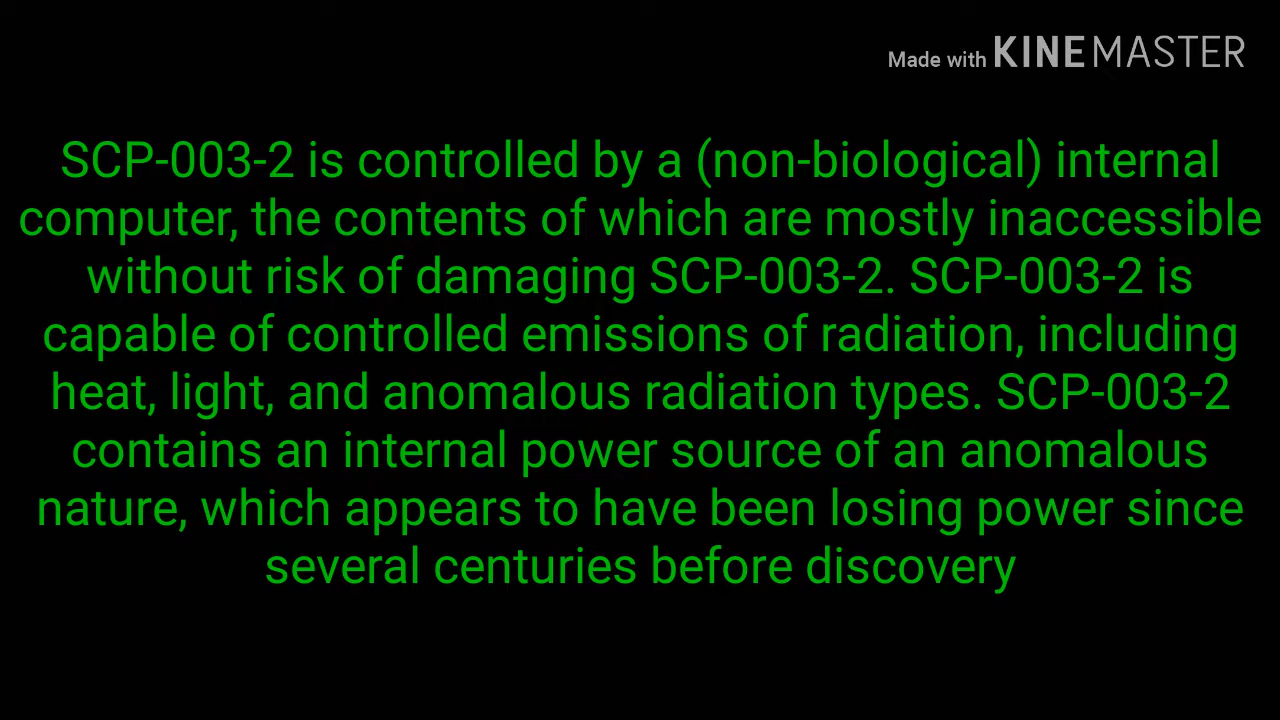 Made with KINEMASTER
SCP-003-2 is controlled by a (non-biological) internal
computer, the contents of which are mostly inaccessible
without risk of damaging SCP-003-2. SCP-003-2 is
capable of controlled emissions of radiation, including
heat, light, and anomalous radiation types. SCP-003-2
contains an internal power source of an anomalous
nature, which appears to have been losing power since
several centuries before discovery